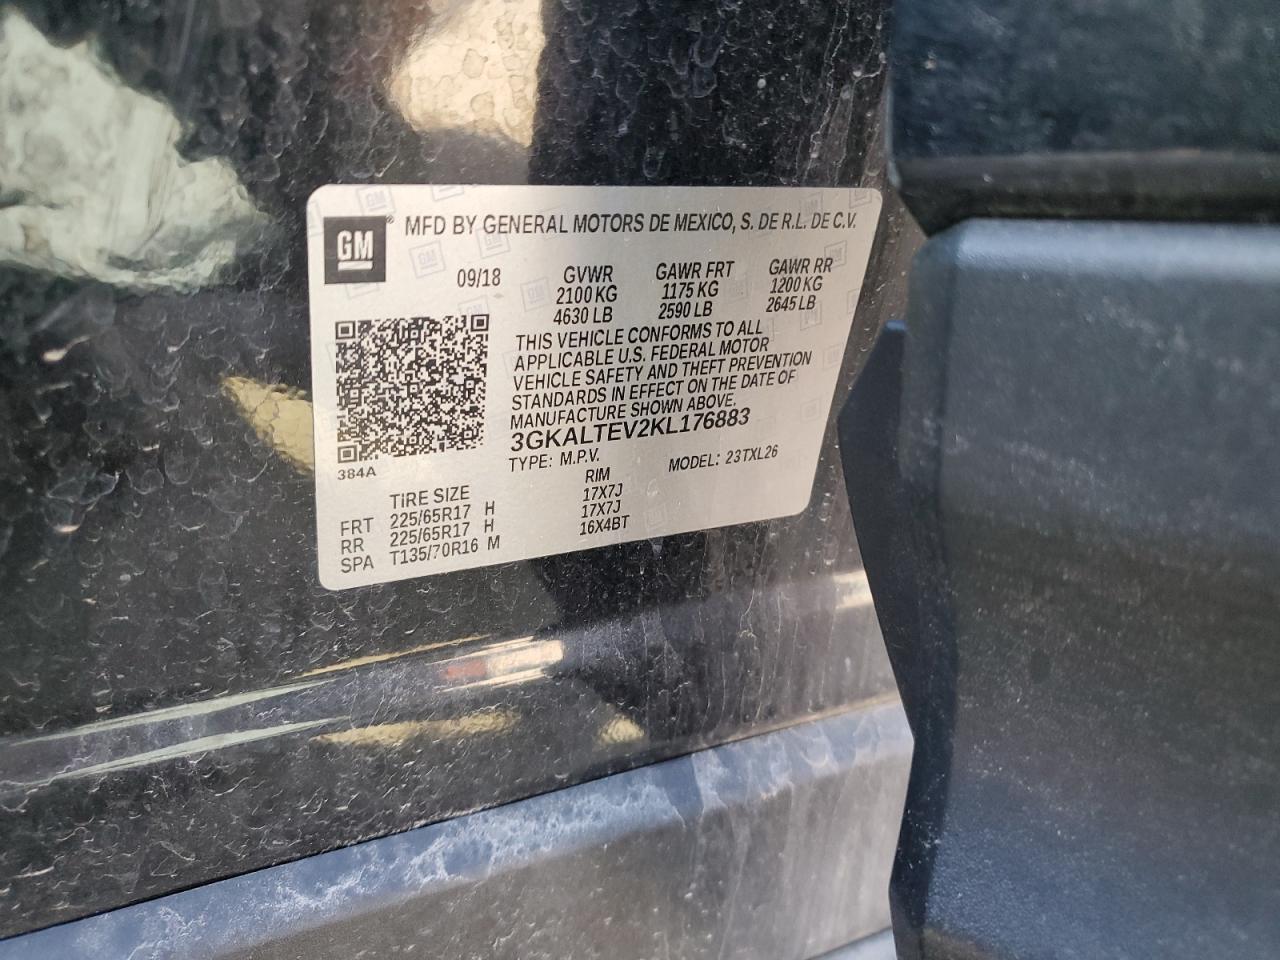 GM ® MFD BY GENERAL MOTORS DE MEXICO, S. DE R.L. DE C.V.
09/18 GVWR GAWR FRT GAWR RR
2100 KG 1175 KG 1200 KG
4630 LB 2590 LB 2645 LB
THIS VEHICLE CONFORMS TO ALL
APPLICABLE U.S. FEDERAL MOTOR
VEHICLE SAFETY AND THEFT PREVENTION
STANDARDS IN EFFECT ON THE DATE OF
MANUFACTURE SHOWN ABOVE.
3GKALTEV2KL176883
384A TYPE: M.P.V. MODEL: 23TXL26
TIRE SIZE RIM
FRT 225/65R17 H 17X7J
RR 225/65R17 H 17X7J
SPA T135/70R16 M 16X4BT